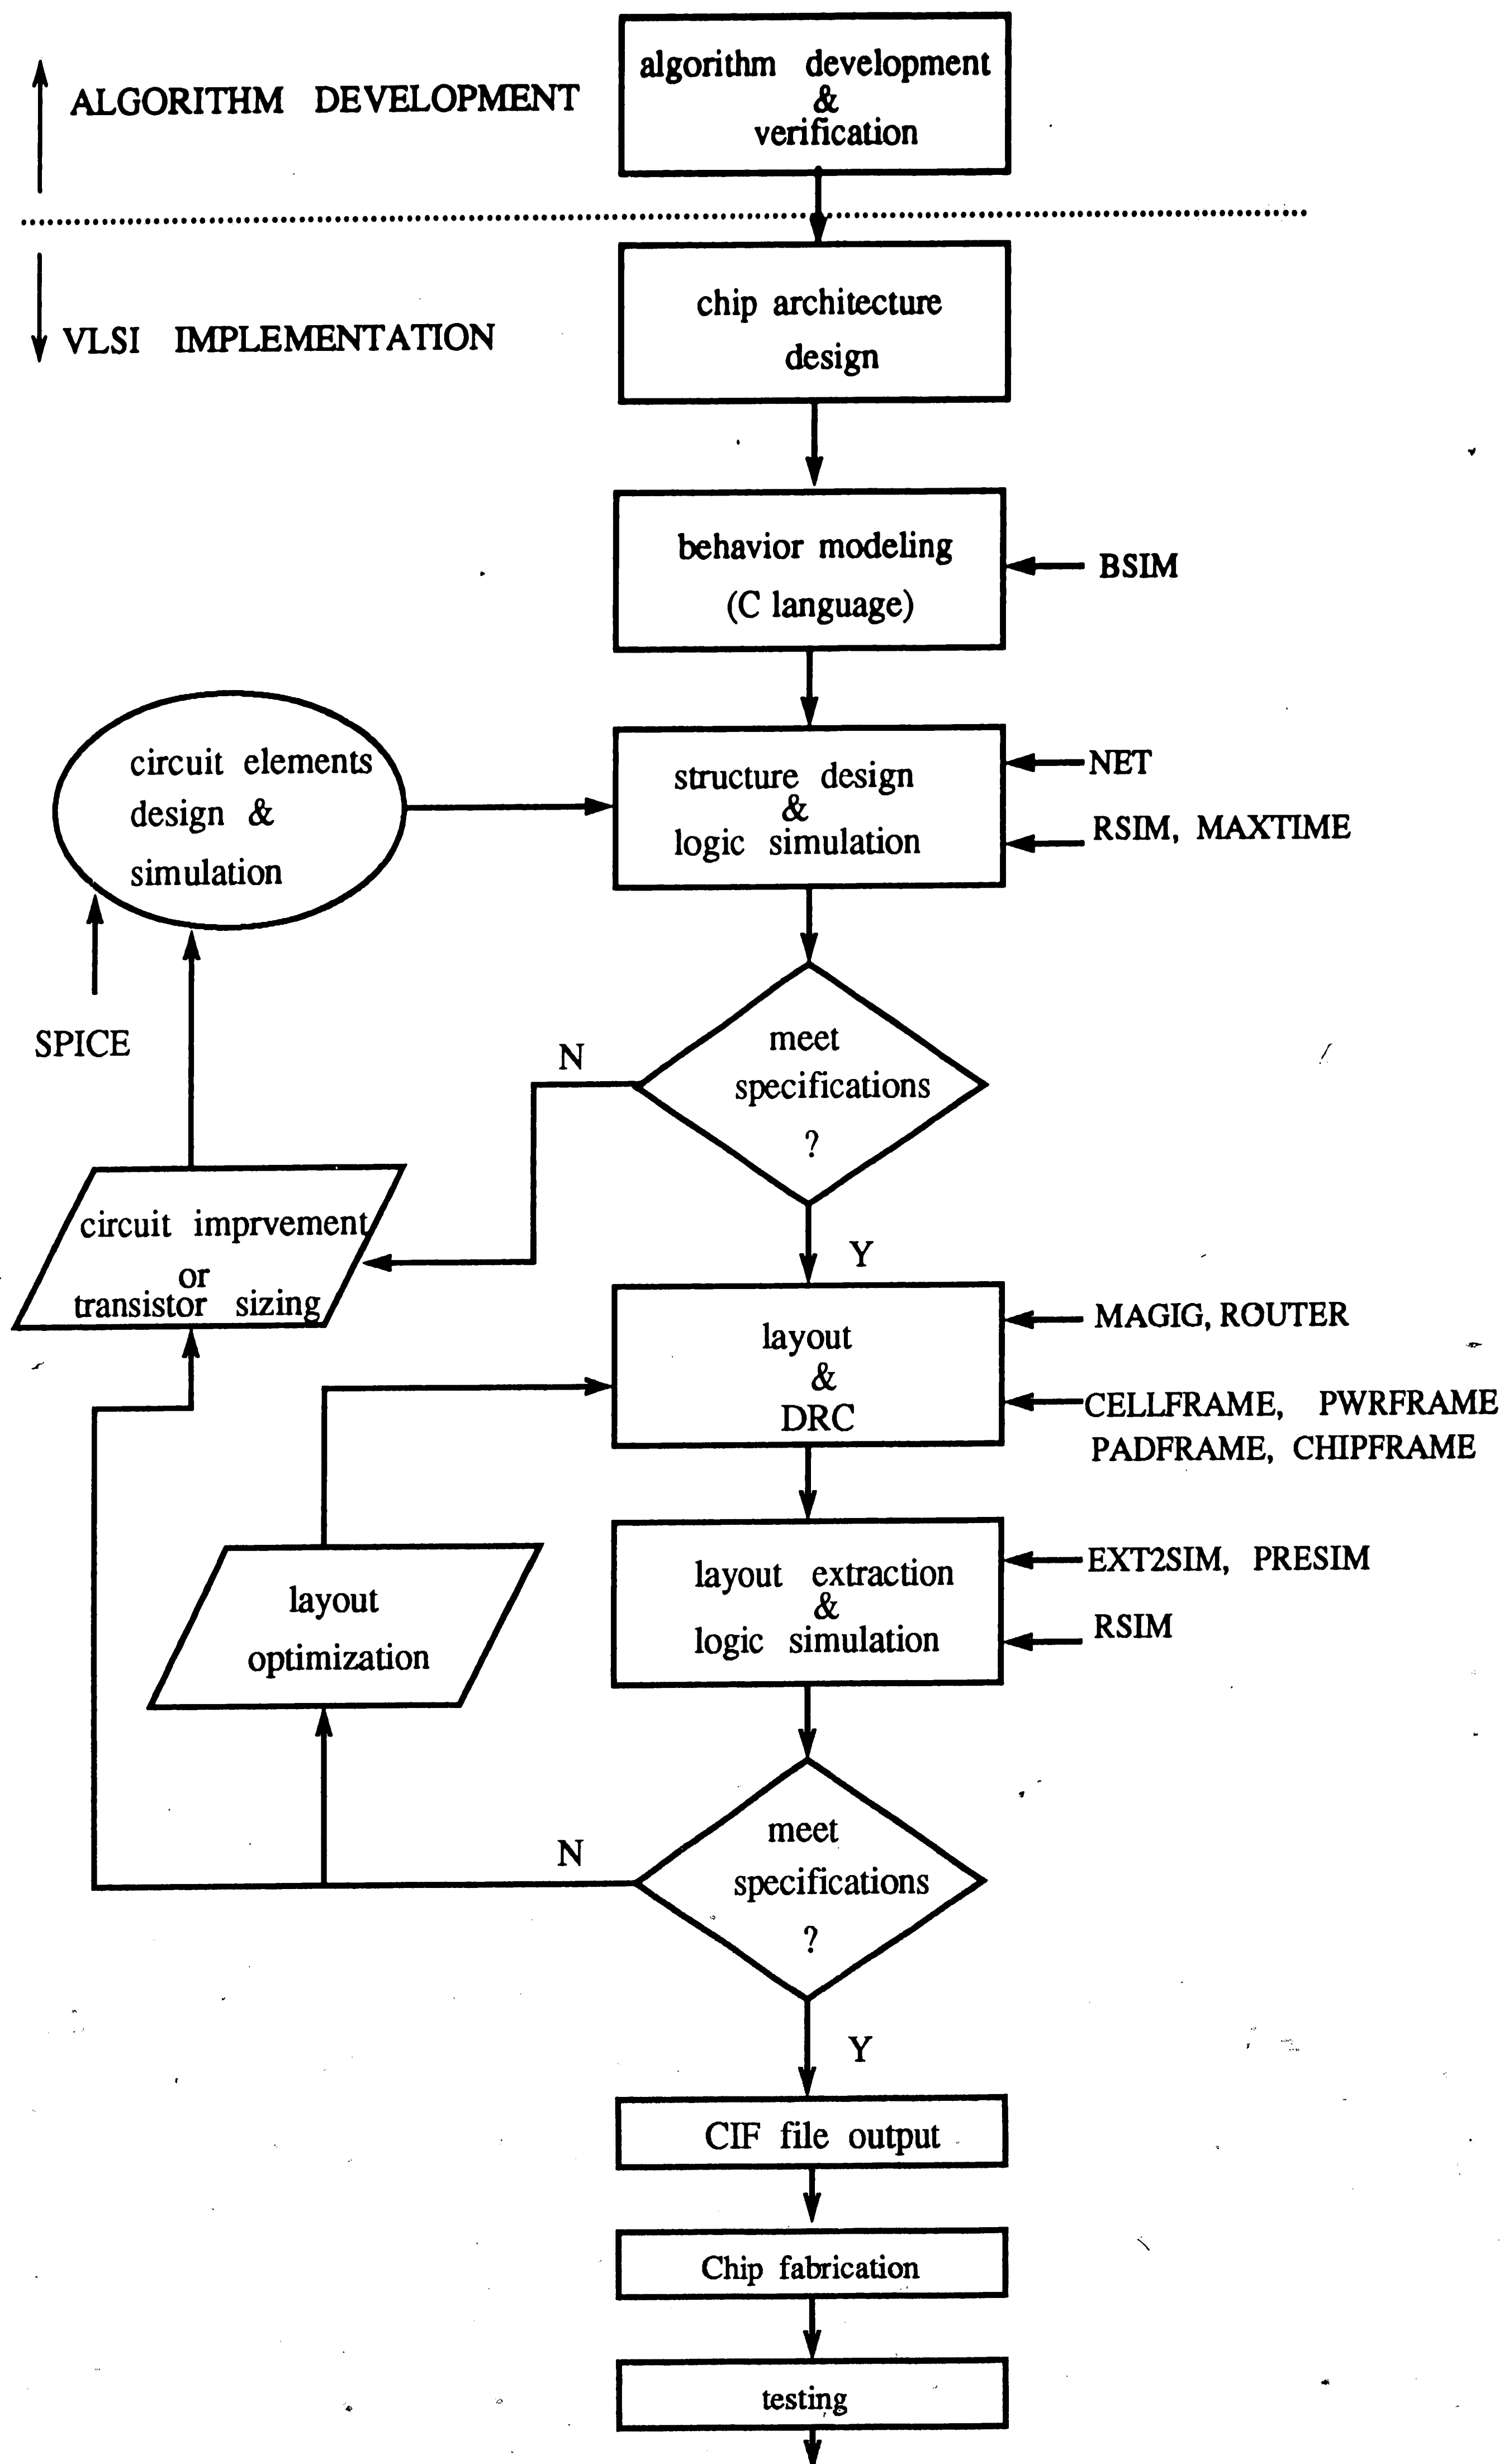 algorithm development
&
verification
ALGORITHM DEVELOPMENT
VLSI IMPLEMENTATION
chip architecture
design
behavior modeling
(C language)
BSIM
circuit elements
design &
simulation
structure design
&
logic simulation
NET
RSIM, MAXTIME
SPICE
meet
specifications
?
N
Y
circuit imprvement
or
transistor sizing
layout
&
DRC
MAGIG, ROUTER
CELLFRAME, PWRFRAME
PADFRAME, CHIPFRAME
layout
optimization
layout extraction
&
logic simulation
EXT2SIM, PRESIM
RSIM
meet
specifications
?
N
Y
CIF file output
Chip fabrication
testing